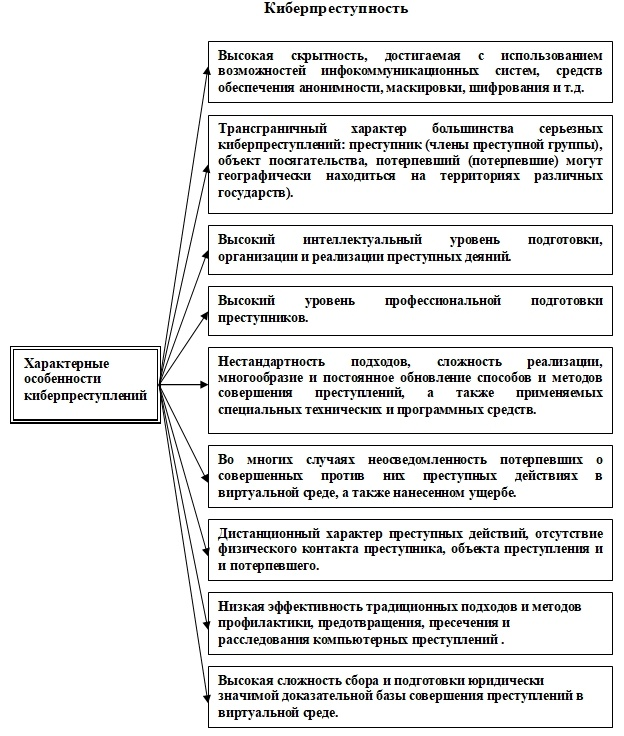 Киберпреступность
Высокая скрытность, достигаемая с использованием
возможностей инфокоммуникационных систем, средств
обеспечения анонимности, маскировки, шифрования и т.д.
Трансграничный характер большинства серьезных
киберпреступлений: преступник (члены преступной группы),
объект посягательства, потерпевший (потерпевшие) могут
географически находиться на территориях различных
государств).
Высокий интеллектуальный уровень подготовки,
организации и реализации преступных деяний.
Высокий уровень профессиональной подготовки
преступников.
Характерные
особенности
киберпреступлений
Нестандартность подходов, сложность реализации,
многообразие и постоянное обновление способов и методов
совершения преступлений, а также применяемых
специальных технических и программных средств.
Во многих случаях неосведомленность потерпевших о
совершенных против них преступных действиях в
виртуальной среде, а также нанесенном ущербе.
Дистанционный характер преступных действий, отсутствие
физического контакта преступника, объекта преступления и
и потерпевшего.
Низкая эффективность традиционных подходов и методов
профилактики, предотвращения, пресечения и
расследования компьютерных преступлений .
Высокая сложность сбора и подготовки юридически
значимой доказательной базы совершения преступлений в
виртуальной среде.